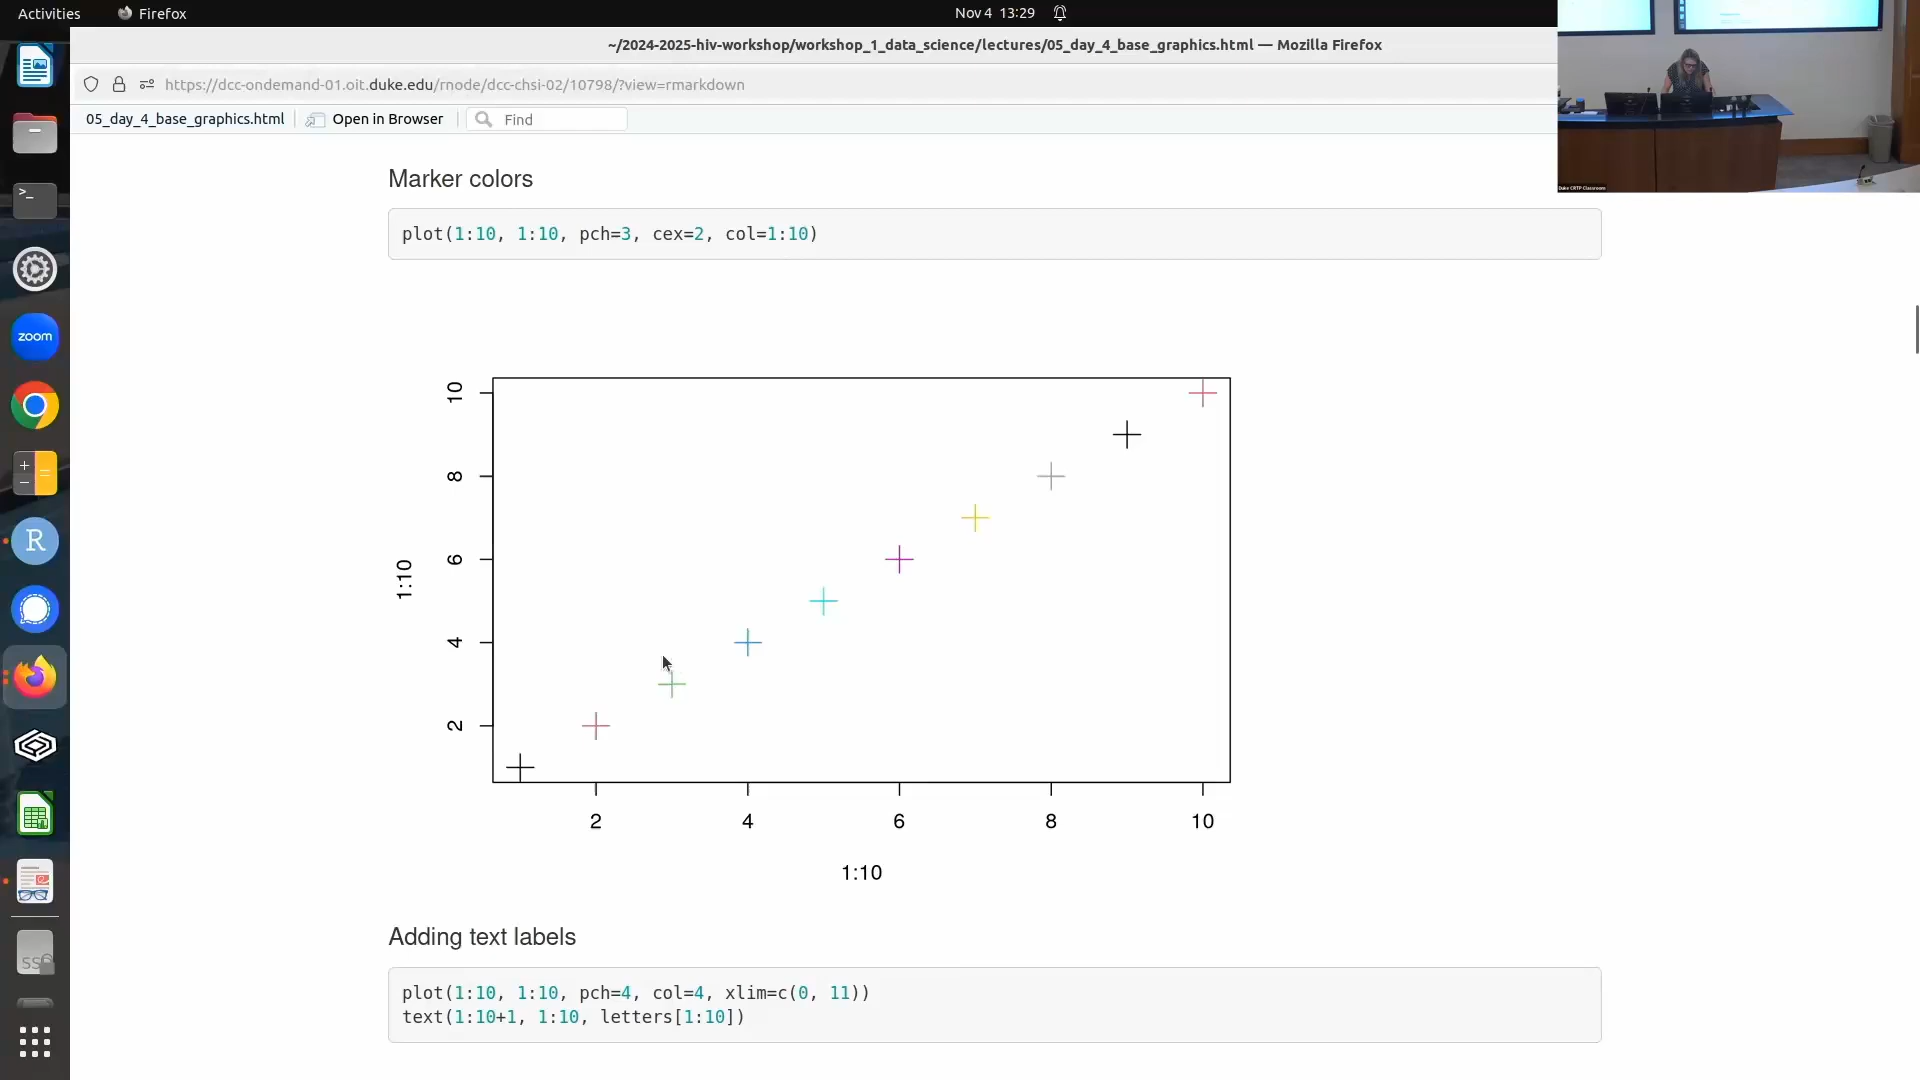 Activities
Firefox
Nov 4 13:29
~/2024-2025-hiv-workshop/workshop_1_data_science/lectures/05_day_4_base_graphics.html — Mozilla Firefox
https://dcc-ondemand-01.oit.duke.edu/rnode/dcc-chsi-02/10798/?view=rmarkdown
05_day_4_base_graphics.html
Open in Browser
Find
Duke CRTP Classroom
Marker colors
plot(1:10, 1:10, pch=3, cex=2, col=1:10)
10
8
6
4
2
1:10
2 4 6 8 10
1:10
Adding text labels
plot(1:10, 1:10, pch=4, col=4, xlim=c(0, 11))
text(1:10+1, 1:10, letters[1:10])
zoom
R